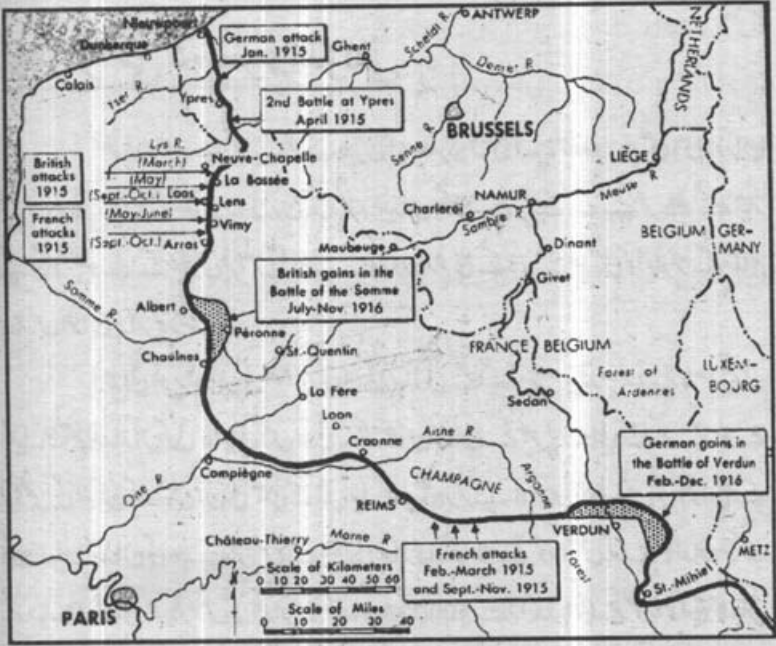 Nieuwpoort
ANTWERP
NETHERLANDS
German attack
Jan. 1915
Dunkerque
Ghent
Scheldt R.
Demer R.
Calais
Yser R.
Ypres
2nd Battle at Ypres
April 1915
BRUSSELS
Senne R.
Lys R.
Neuve-Chapelle
LIÈGE
British
attacks
1915
(March)
(May)
La Bassée
(Sept.-Oct.) Loos
Lens
NAMUR
Meuse R.
French
attacks
1915
(May-June)
Vimy
Charleroi
Sambre R.
(Sept.-Oct.)
Arras
Maubeuge
Dinant
BELGIUM
GER-
MANY
Givet
British gains in the
Battle of the Somme
July-Nov. 1916
Somme R.
Albert
Péronne
FRANCE
BELGIUM
St.-Quentin
Chaulnes
Forest of
Ardennes
LUXEM-
BOURG
La Fère
Sedan
Laon
Aisne R.
German gains in
the Battle of Verdun
Feb.-Dec. 1916
Craonne
Compiègne
Oise R.
CHAMPAGNE
Argonne
Forest
REIMS
VERDUN
METZ
Château-Thierry
Marne R.
French attacks
Feb.-March 1915
and Sept.-Nov. 1915
St.-Mihiel
Scale of Kilometers
0 10 20 30 40 50 60
PARIS
Scale of Miles
0 10 20 30 40